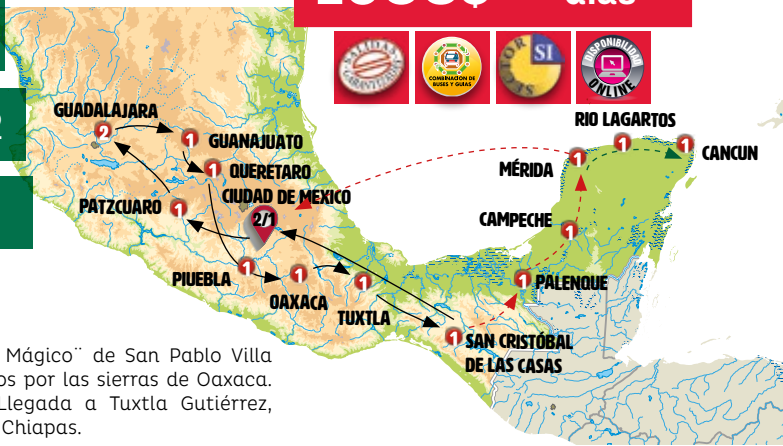 días
SALIDAS
GARANTIZADAS
COMBINACION DE
BUSES Y GUÍAS
SECTOR
SI
DISPONIBILIDAD
ONLINE
GUADALAJARA
2
1
GUANAJUATO
1
QUERETARO
CIUDAD DE MEXICO
2/1
PATZCUARO
1
PIUEBLA
1
1
OAXACA
1
TUXTLA
1
SAN CRISTÓBAL
DE LAS CASAS
1
PALENQUE
CAMPECHE
1
MÉRIDA
1
RIO LAGARTOS
1
1
CANCUN
Mágico¨ de San Pablo Villa
os por las sierras de Oaxaca.
Llegada a Tuxtla Gutiérrez,
Chiapas.